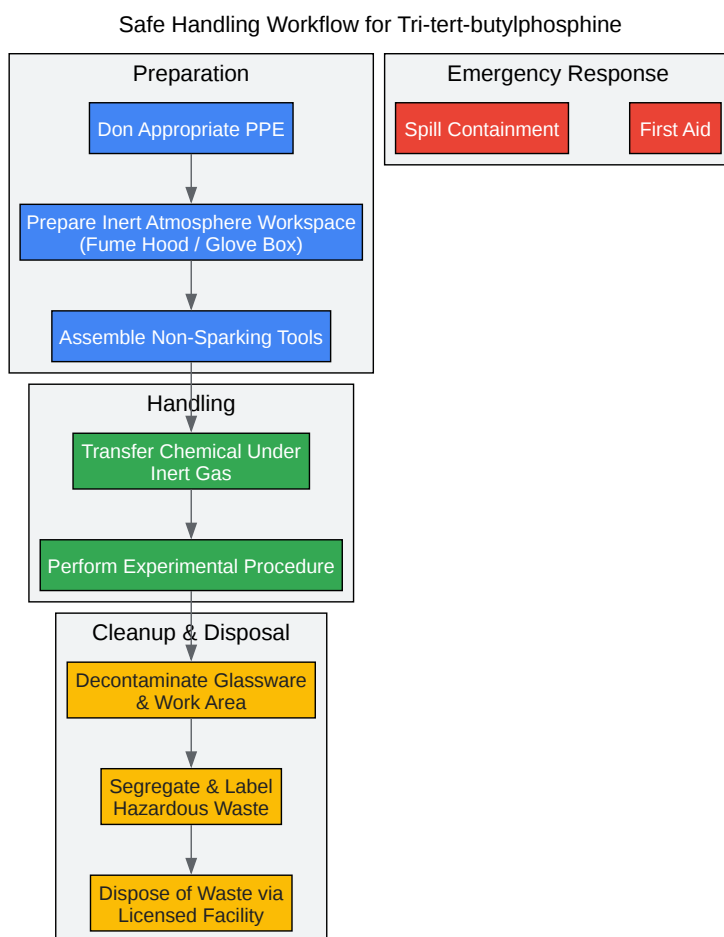 Safe Handling Workflow for Tri-tert-butylphosphine
Preparation
Don Appropriate PPE
Prepare Inert Atmosphere Workspace
(Fume Hood / Glove Box)
Assemble Non-Sparking Tools
Emergency Response
Spill Containment
First Aid
Handling
Transfer Chemical Under
Inert Gas
Perform Experimental Procedure
Cleanup & Disposal
Decontaminate Glassware
& Work Area
Segregate & Label
Hazardous Waste
Dispose of Waste via
Licensed Facility